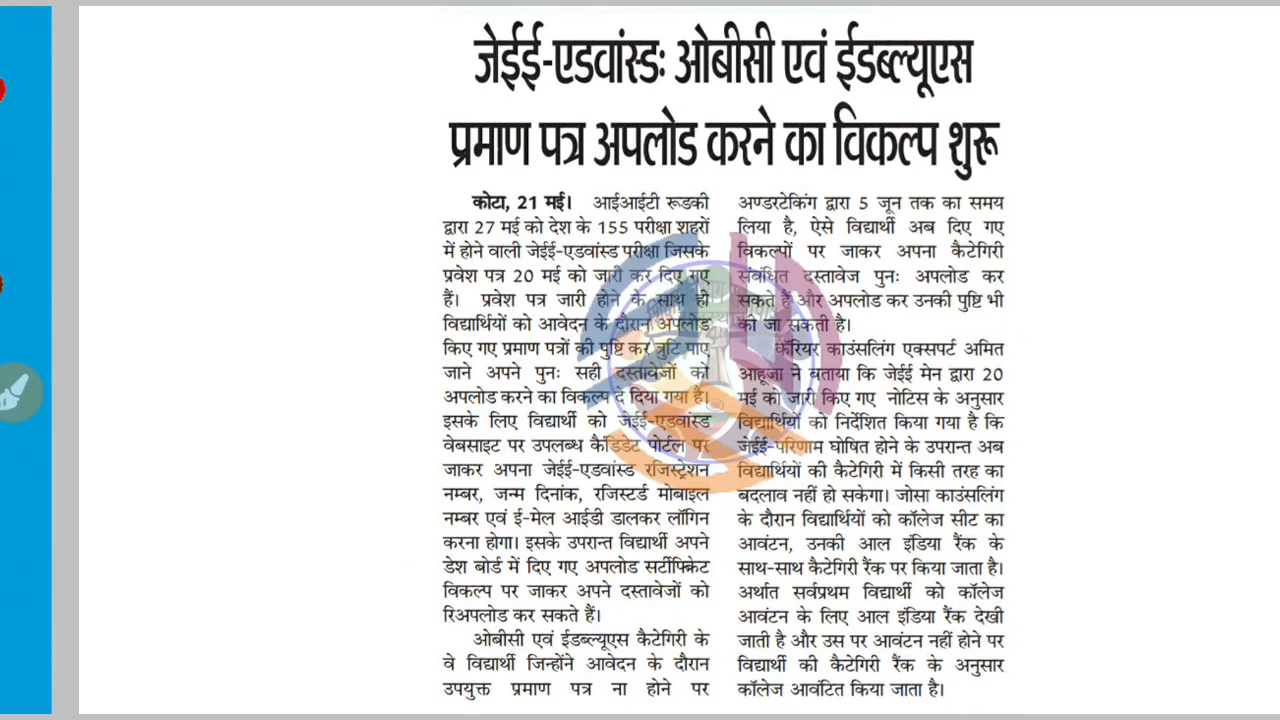 जेईई-एडवांस्डः ओबीसी एवं ईडब्ल्यूएस
प्रमाण पत्र अपलोड करने का विकल्प शुरू
कोटा, 21 मई। आईआईटी रूडकी
द्वारा 27 मई को देश के 155 परीक्षा शहरों
में होने वाली जेईई-एडवांस्ड परीक्षा जिसके
प्रवेश पत्र 20 मई को जारी कर दिए गए
हैं। प्रवेश पत्र जारी होने के साथ ही
विद्यार्थियों को आवेदन के दौरान अपलोड
किए गए प्रमाण पत्रों की पुष्टि कर त्रुटि पाए
जाने अपने पुनः सही दस्तावेजों को
अपलोड करने का विकल्प दे दिया गया है।
इसके लिए विद्यार्थी को जेईई-एडवांस्ड
वेबसाइट पर उपलब्ध कैंडिडेट पोर्टल पर
जाकर अपना जेईई-एडवांस्ड रजिस्ट्रेशन
नम्बर, जन्म दिनांक, रजिस्टर्ड मोबाइल
नम्बर एवं ई-मेल आईडी डालकर लॉगिन
करना होगा। इसके उपरान्त विद्यार्थी अपने
डेश बोर्ड में दिए गए अपलोड सर्टीफिकेट
विकल्प पर जाकर अपने दस्तावेजों को
रिअपलोड कर सकते हैं।
ओबीसी एवं ईडब्ल्यूएस कैटेगिरी के
वे विद्यार्थी जिन्होंने आवेदन के दौरान
उपयुक्त प्रमाण पत्र ना होने पर
अण्डरटेकिंग द्वारा 5 जून तक का समय
लिया है, ऐसे विद्यार्थी अब दिए गए
विकल्पों पर जाकर अपना कैटेगिरी
संबंधित दस्तावेज पुनः अपलोड कर
सकते हैं और अपलोड कर उनकी पुष्टि भी
की जा सकती है।
कॅरियर काउंसलिंग एक्सपर्ट अमित
आहूजा ने बताया कि जेईई मेन द्वारा 20
मई को जारी किए गए नोटिस के अनुसार
विद्यार्थियों को निर्देशित किया गया है कि
जेईई-परिणाम घोषित होने के उपरान्त अब
विद्यार्थियों की कैटेगिरी में किसी तरह का
बदलाव नहीं हो सकेगा। जोसा काउंसलिंग
के दौरान विद्यार्थियों को कॉलेज सीट का
आवंटन, उनकी आल इंडिया रैंक के
साथ-साथ कैटेगिरी रैंक पर किया जाता है।
अर्थात सर्वप्रथम विद्यार्थी को कॉलेज
आवंटन के लिए आल इंडिया रैंक देखी
जाती है और उस पर आवंटन नहीं होने पर
विद्यार्थी की कैटेगिरी रैंक के अनुसार
कॉलेज आवंटित किया जाता है।